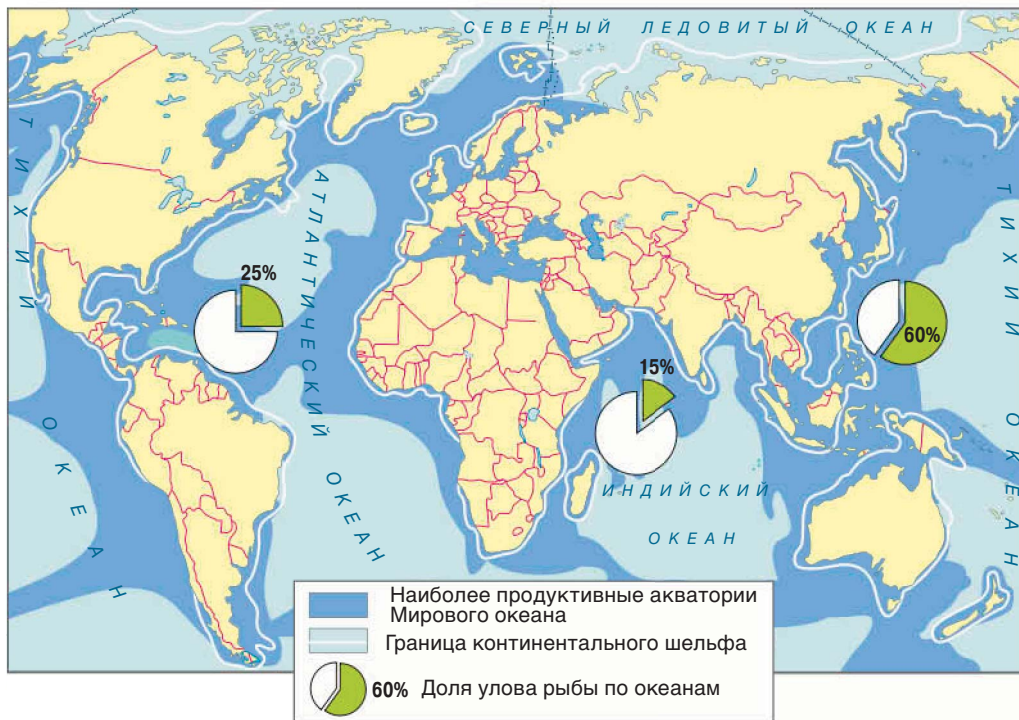 СЕВЕРНЫЙ ЛЕДОВИТЫЙ ОКЕАН
ТИХИЙ
ОКЕАН
АТЛАНТИЧЕСКИЙ
ОКЕАН
ТИХИЙ
ОКЕАН
25%
15%
60%
ИНДИЙСКИЙ
ОКЕАН
Наиболее продуктивные акватории
Мирового океана
Граница континентального шельфа
60% Доля улова рыбы по океанам